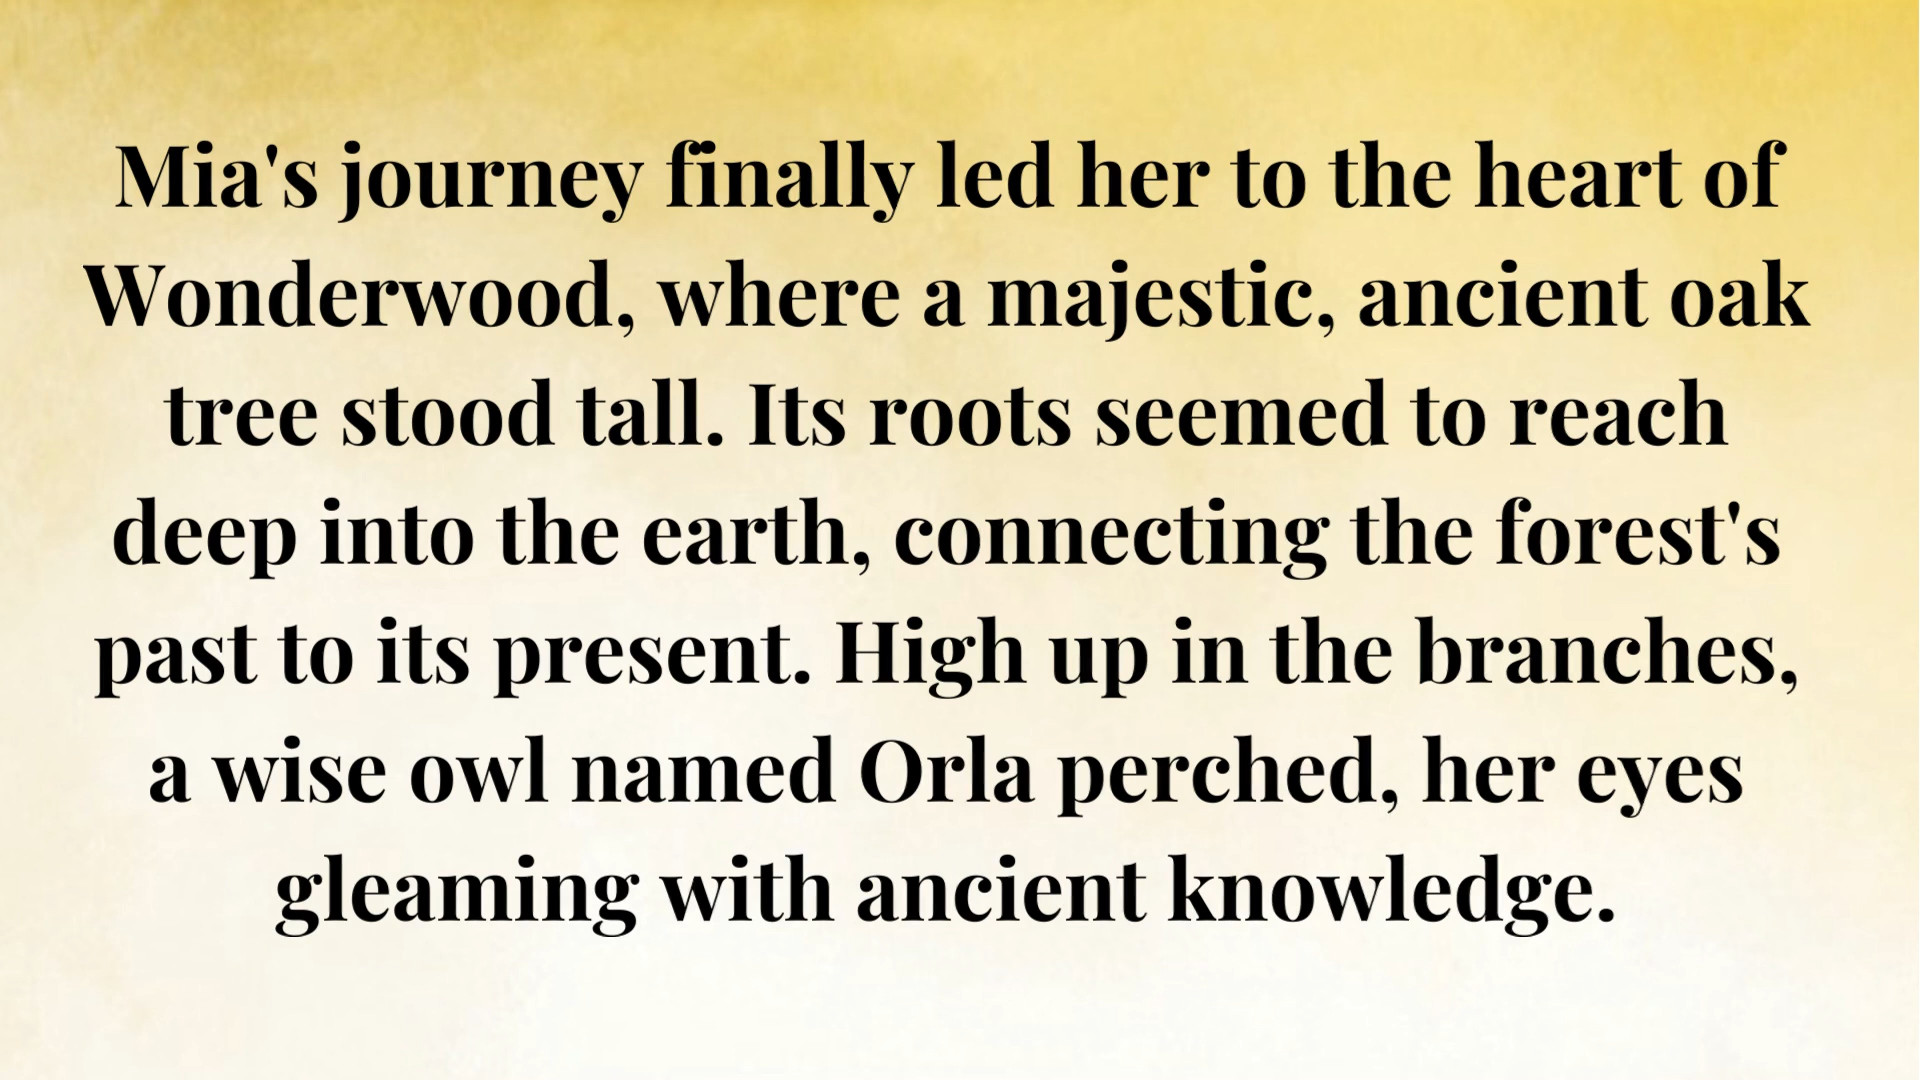 Mia's journey finally led her to the heart of
Wonderwood, where a majestic, ancient oak
tree stood tall. Its roots seemed to reach
deep into the earth, connecting the forest's
past to its present. High up in the branches,
a wise owl named Orla perched, her eyes
gleaming with ancient knowledge.